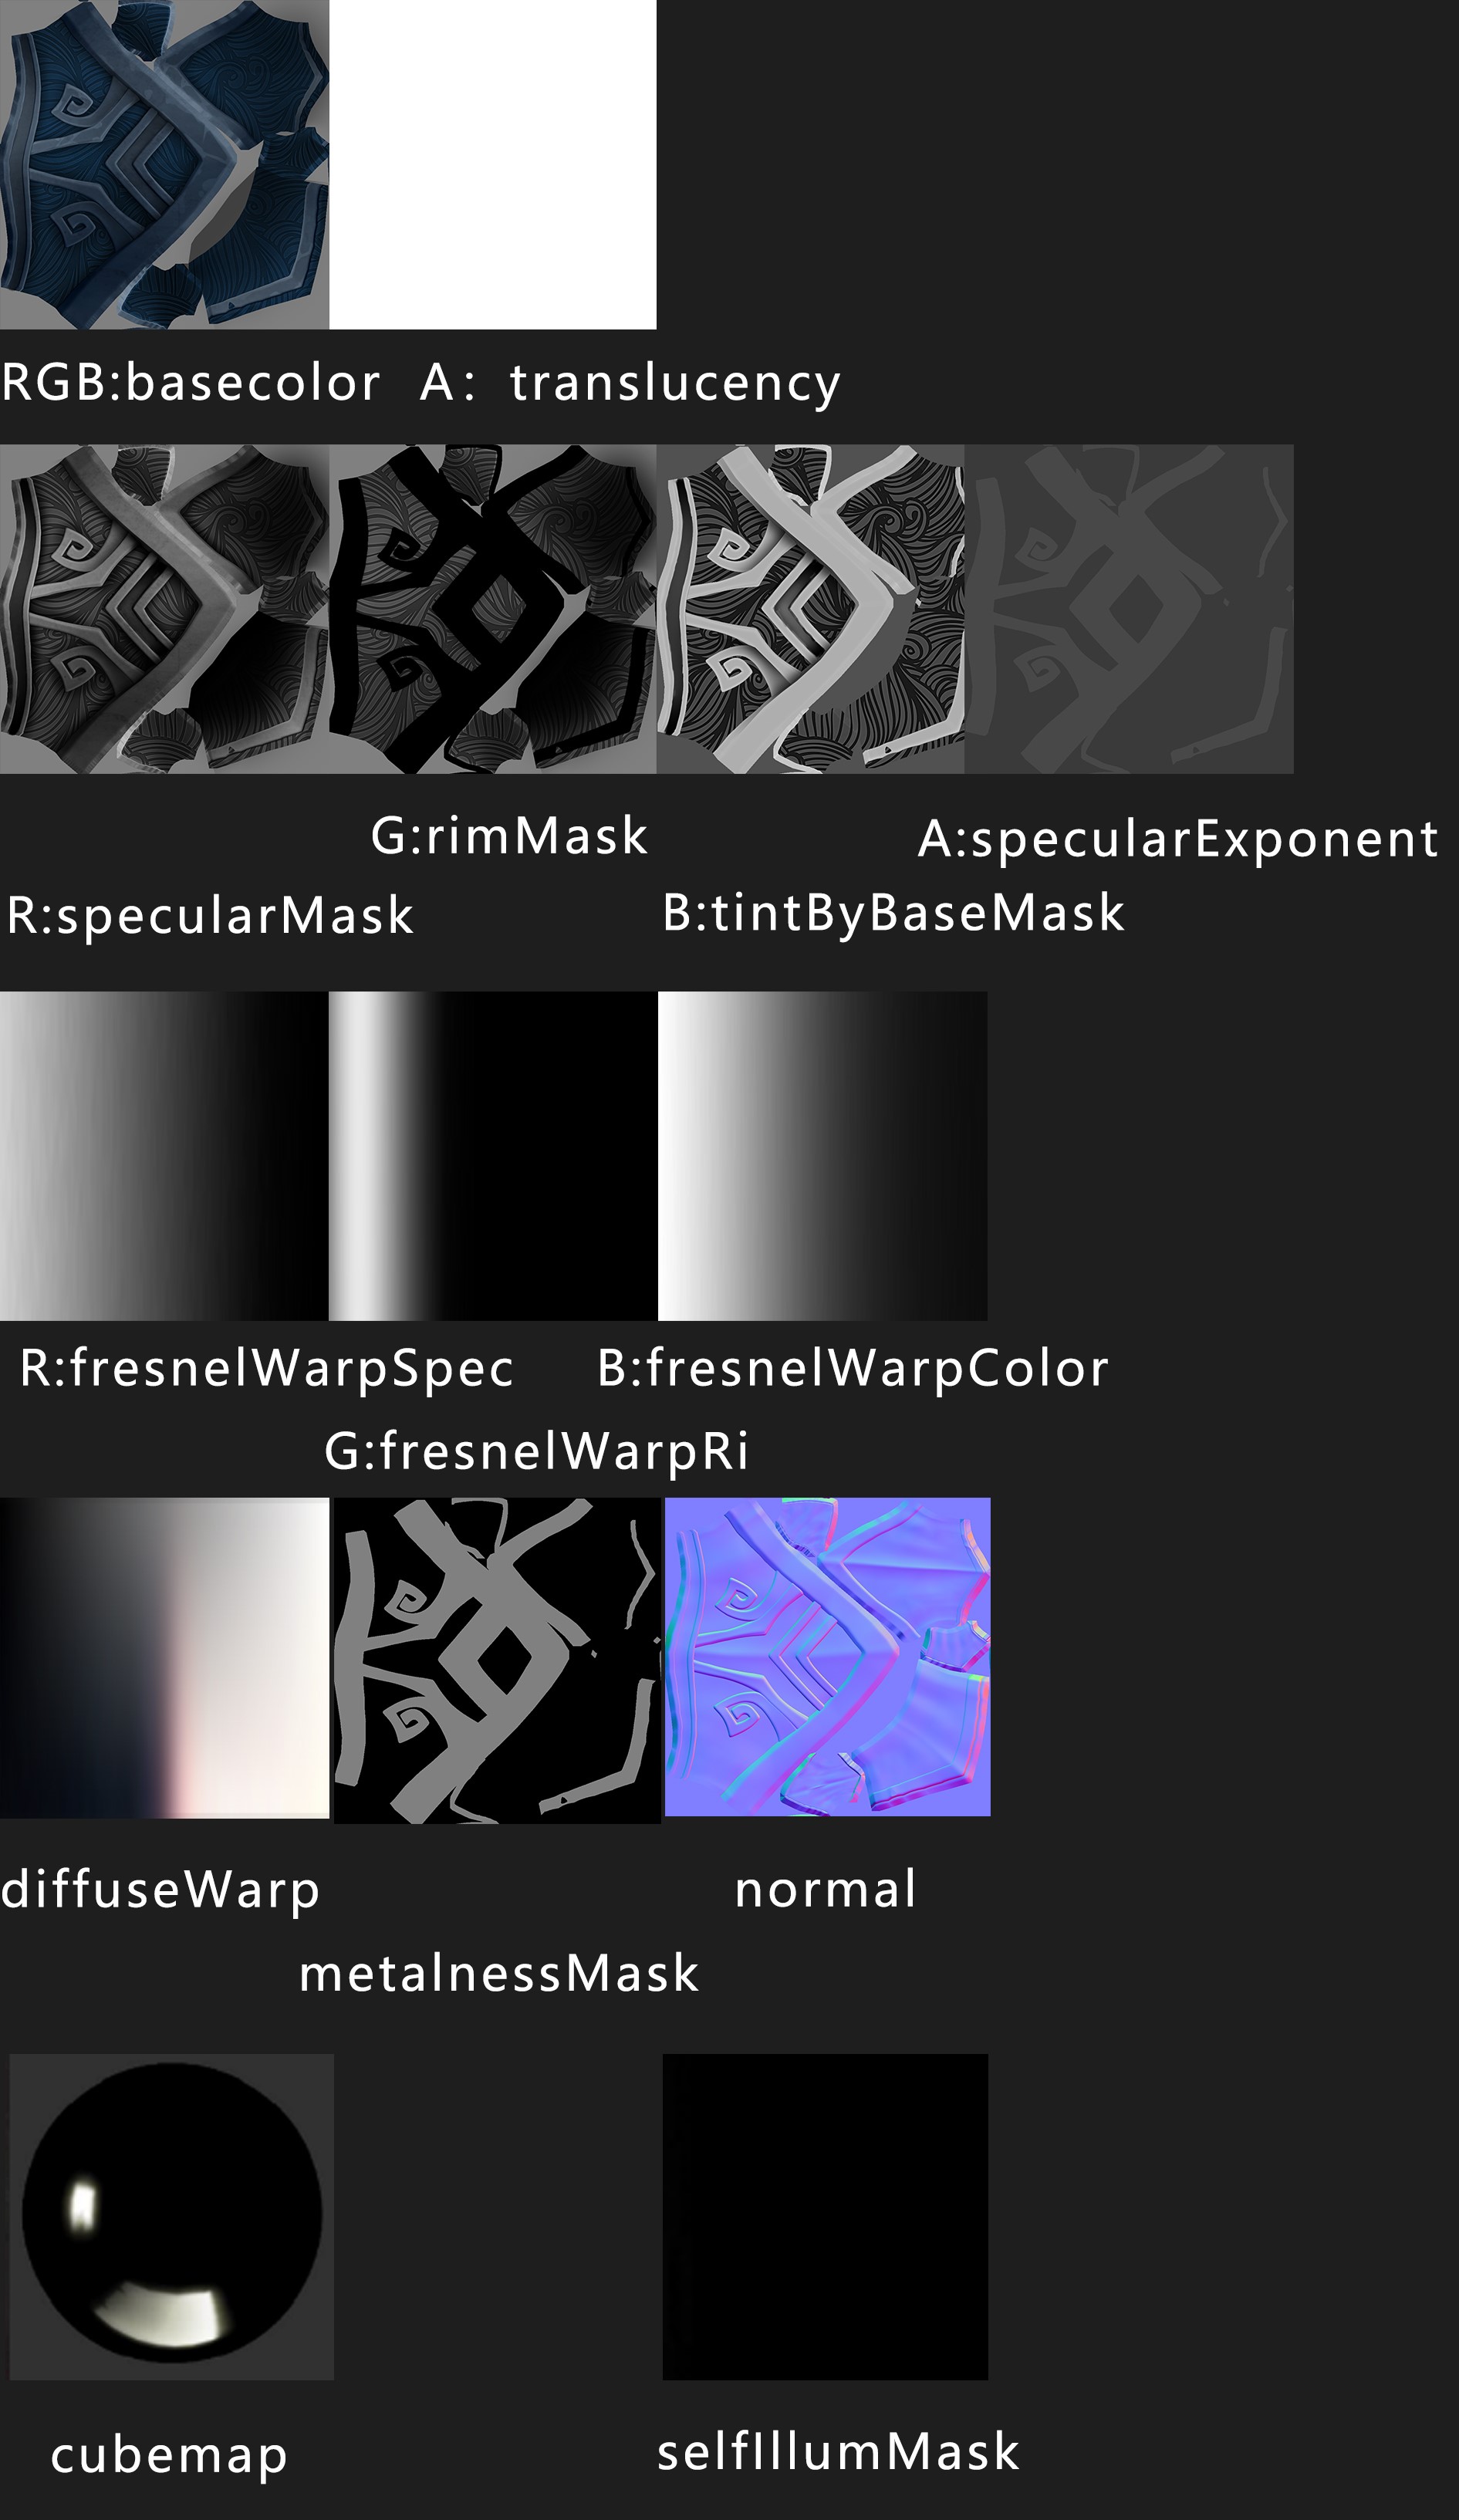 RGB:basecolor A: translucency
G:rimMask
A:specularExponent
R:specularMask
B:tintByBaseMask
R:fresnelWarpSpec
B:fresnelWarpColor
G:fresnelWarpRi
diffuseWarp
normal
metalnessMask
cubemap
selfIllumMask